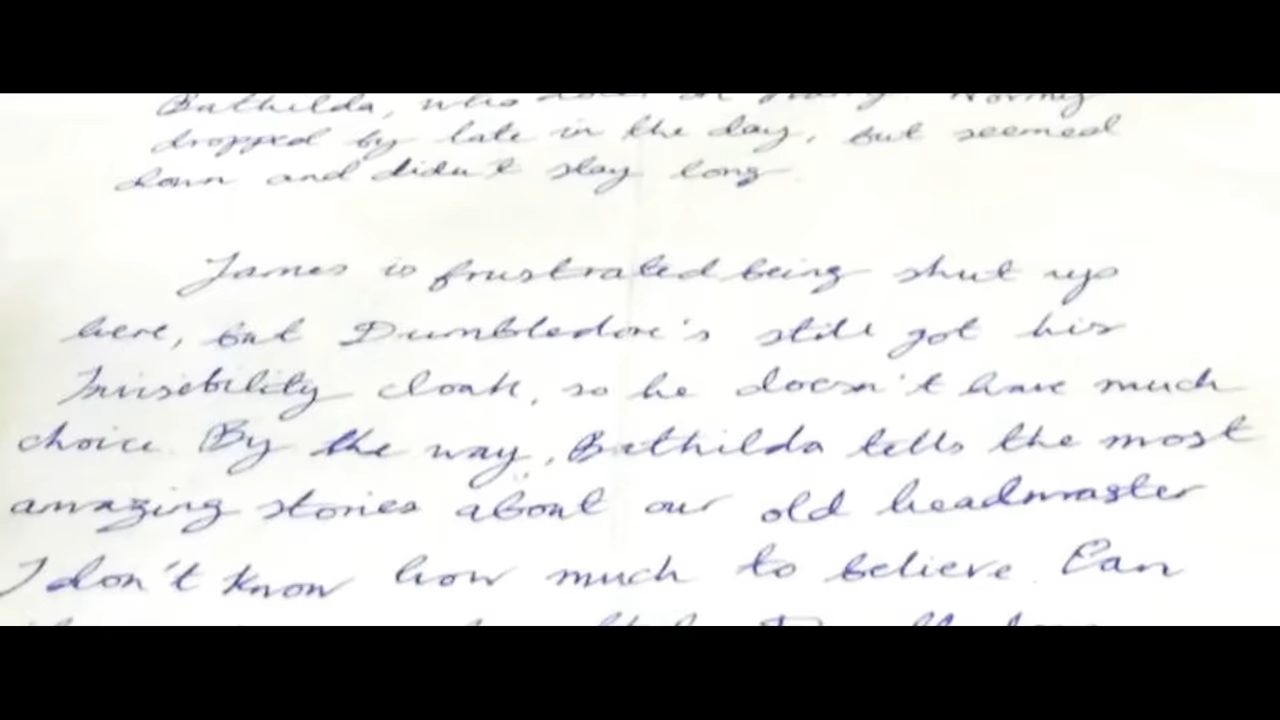 Bathilda, who
dropped by late in the day, but seemed
down and didn't stay long
James is frustrated being shut up
here, but Dumbledore's still got his
Invisebility cloak, so he doesn't have much
choice. By the way, Bathilda tells the most
amazing stories about our old headmaster
I don't know how much to believe. Can